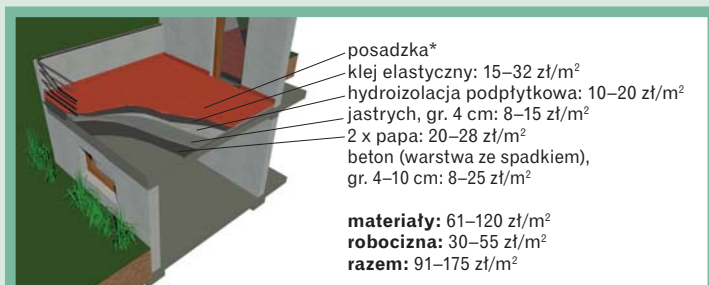 posadzka*
klej elastyczny: 15–32 zł/m²
hydroizolacja podpłytkowa: 10–20 zł/m²
jastrych, gr. 4 cm: 8–15 zł/m²
2 x papa: 20–28 zł/m²
beton (warstwa ze spadkiem),
gr. 4–10 cm: 8–25 zł/m²
materiały: 61–120 zł/m²
robocizna: 30–55 zł/m²
razem: 91–175 zł/m²